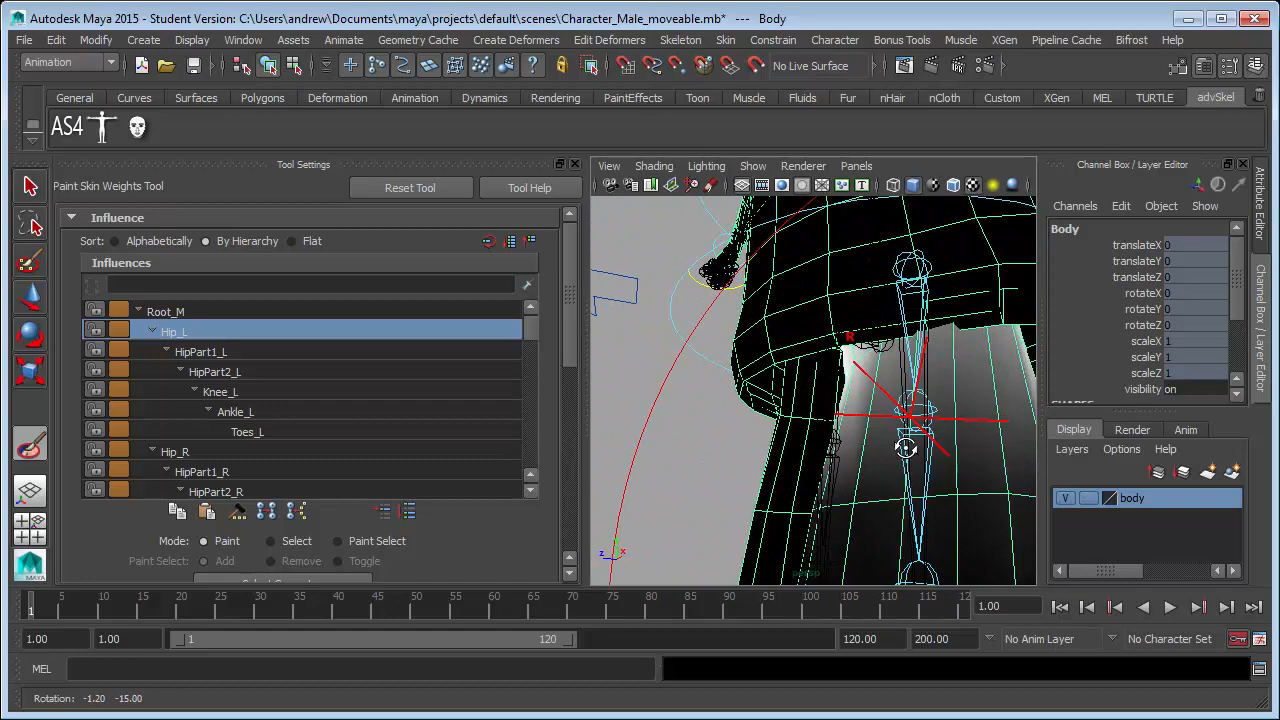 Autodesk Maya 2015 - Student Version: C:\Users\andrew\Documents\maya\projects\default\scenes\Character_Male_moveable.mb* --- Body
File Edit Modify Create Display Window Assets Animate Geometry Cache Create Deformers Edit Deformers Skeleton Skin Constrain Character Bonus Tools Muscle XGen Pipeline Cache Bifrost Help
Animation No Live Surface
General Curves Surfaces Polygons Deformation Animation Dynamics Rendering PaintEffects Toon Muscle Fluids Fur nHair nCloth Custom XGen MEL TURTLE advSkel
AS4
Tool Settings
Paint Skin Weights Tool Reset Tool Tool Help
Influence
Sort: Alphabetically By Hierarchy Flat
Influences
Root_M
Hip_L
HipPart1_L
HipPart2_L
Knee_L
Ankle_L
Toes_L
Hip_R
HipPart1_R
HipPart2_R
Mode: Paint Select Paint Select
Paint Select: Add Remove Toggle
View Shading Lighting Show Renderer Panels
R
z x
persp
Channel Box / Layer Editor
Channels Edit Object Show
Body
translateX 0
translateY 0
translateZ 0
rotateX 0
rotateY 0
rotateZ 0
scaleX 1
scaleY 1
scaleZ 1
visibility on
Display Render Anim
Layers Options Help
V body
Attribute Editor
Channel Box / Layer Editor
5 10 15 20 25 30 35 40 45 50 55 60 65 70 75 80 85 90 95 100 105 110 115 120
1 1.00
1.00 1.00 1 120 120.00 200.00 No Anim Layer No Character Set
MEL
Rotation: -1.20 -15.00